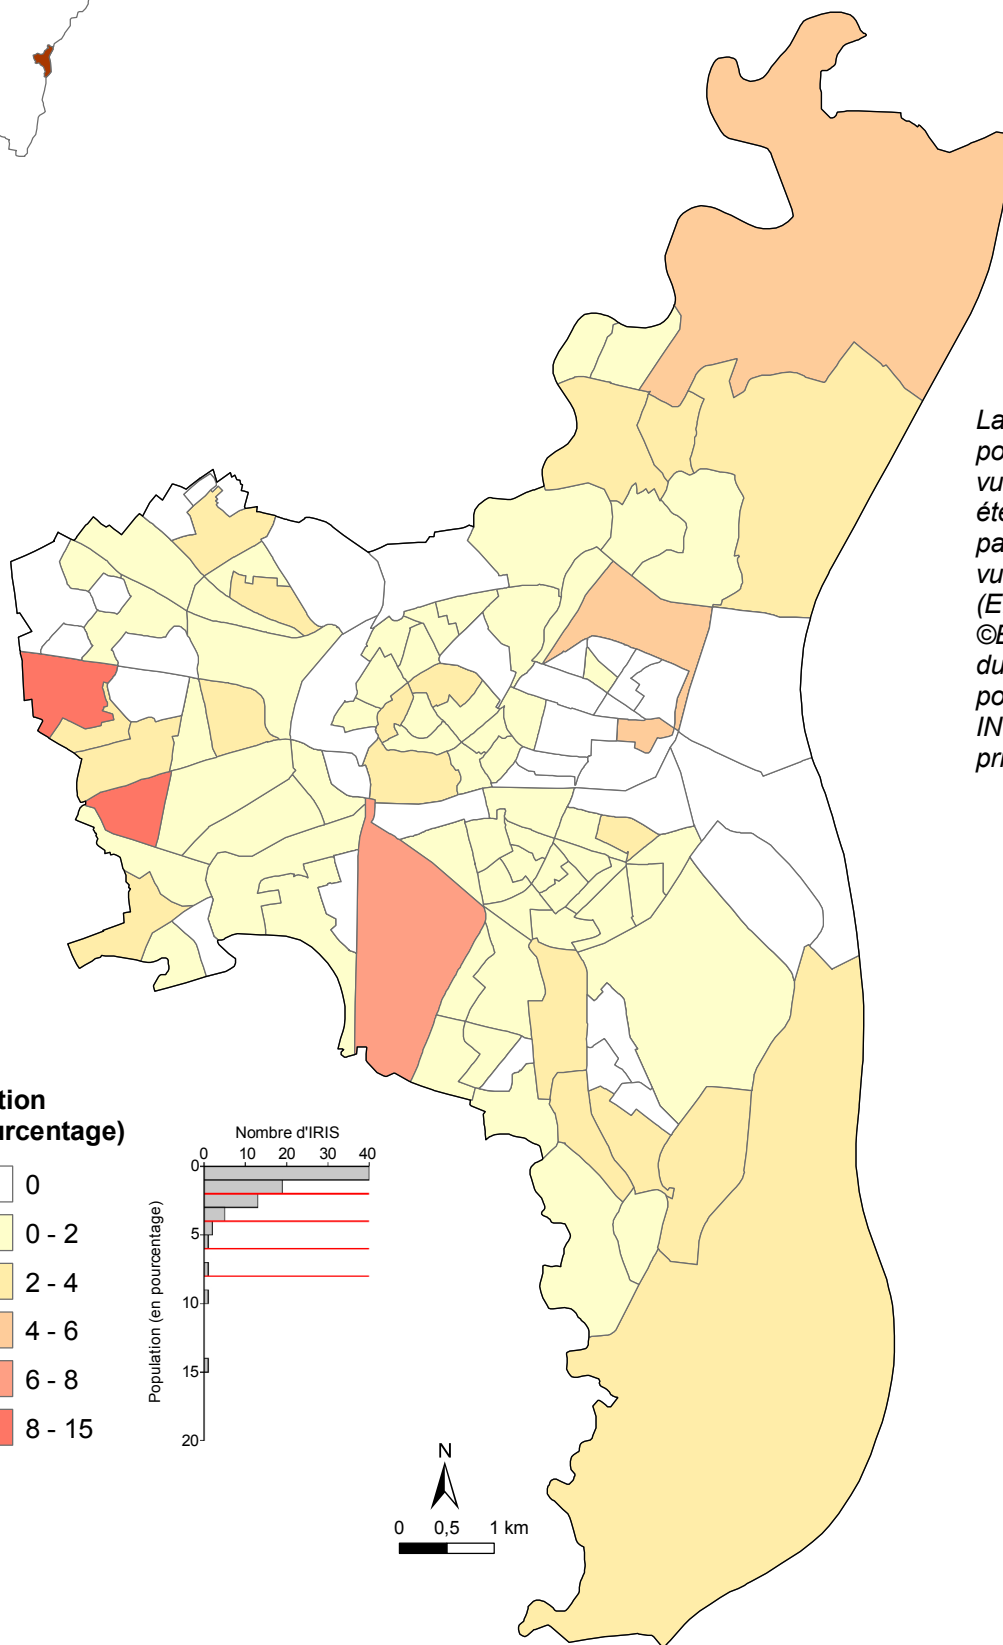 La
po
vu
éte
pa
vu
(E
©E
du
po
IN
pri
tion
urcentage)
0
0 - 2
2 - 4
4 - 6
6 - 8
8 - 15
Nombre d'IRIS
0 10 20 30 40
Population (en pourcentage)
0
5
10
15
20
N
0 0,5 1 km